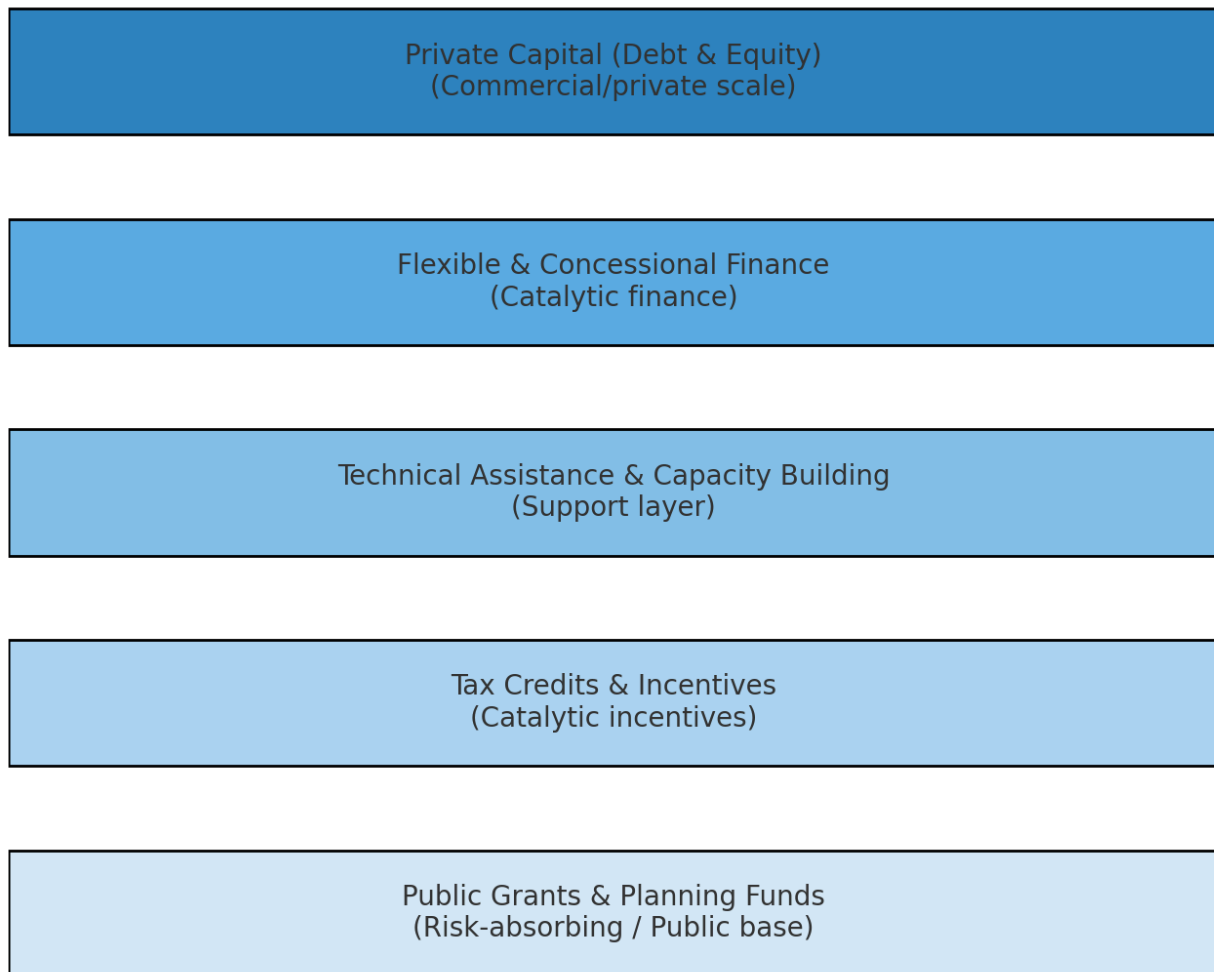 Private Capital (Debt & Equity)
(Commercial/private scale)
Flexible & Concessional Finance
(Catalytic finance)
Technical Assistance & Capacity Building
(Support layer)
Tax Credits & Incentives
(Catalytic incentives)
Public Grants & Planning Funds
(Risk-absorbing / Public base)